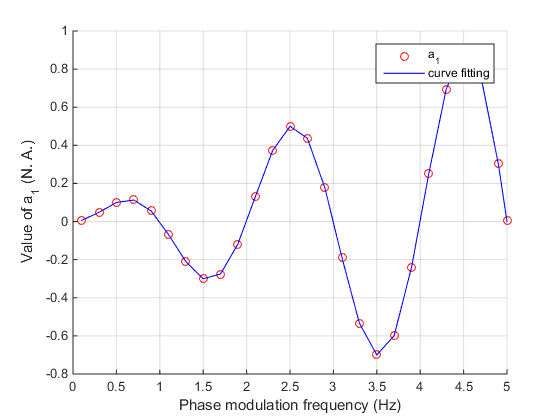 1
0.8
0.6
0.4
0.2
0
-0.2
-0.4
-0.6
-0.8
Value of a1 (N. A.)
a1
curve fitting
0 0.5 1 1.5 2 2.5 3 3.5 4 4.5 5
Phase modulation frequency (Hz)